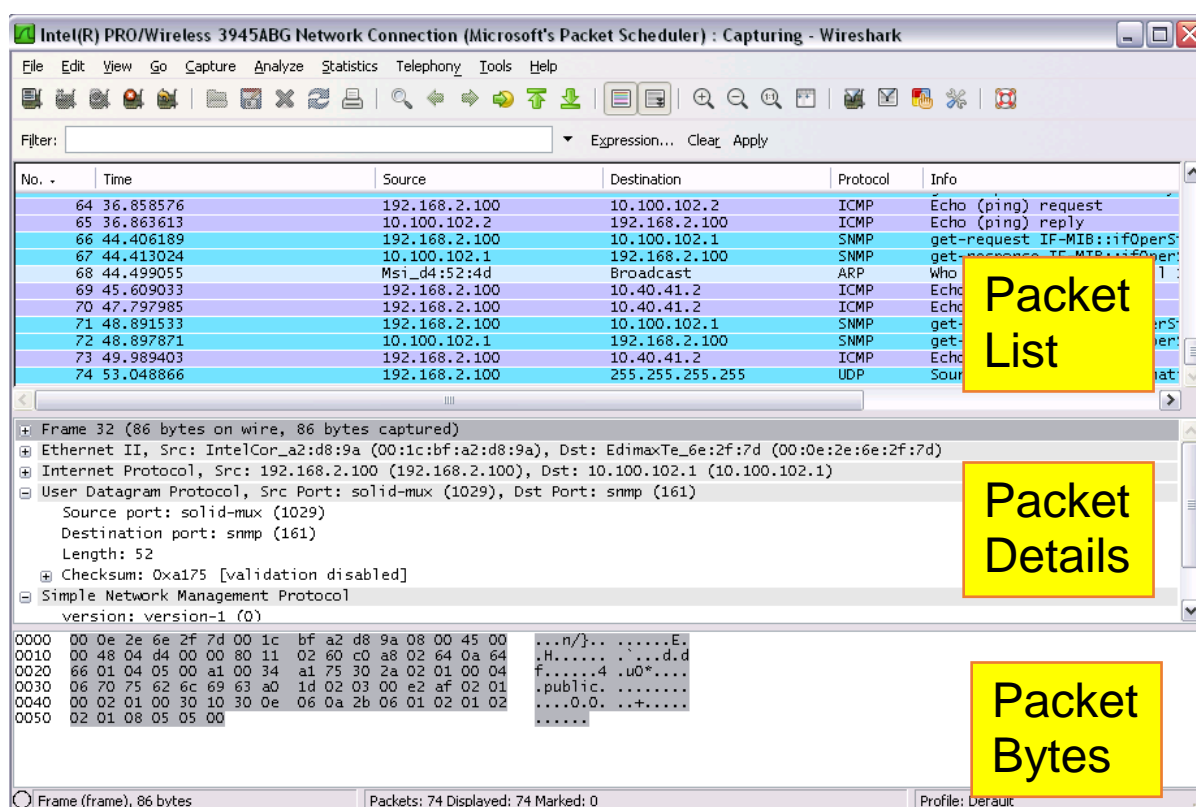 Intel(R) PRO/Wireless 3945ABG Network Connection (Microsoft's Packet Scheduler) : Capturing - Wireshark
File Edit View Go Capture Analyze Statistics Telephony Tools Help
Filter: Expression... Clear Apply
No. Time Source Destination Protocol Info
64 36.858576 192.168.2.100 10.100.102.2 ICMP Echo (ping) request
65 36.863613 10.100.102.2 192.168.2.100 ICMP Echo (ping) reply
66 44.406189 192.168.2.100 10.100.102.1 SNMP get-request IF-MIB::ifOperS
67 44.413024 10.100.102.1 192.168.2.100 SNMP get-response IF-MIB::ifOper
68 44.499055 Msi_d4:52:4d Broadcast ARP Who
69 45.609033 192.168.2.100 10.40.41.2 ICMP Echo
70 47.797985 192.168.2.100 10.40.41.2 ICMP Echo
71 48.891533 192.168.2.100 10.100.102.1 SNMP get-
72 48.897871 10.100.102.1 192.168.2.100 SNMP get-
73 49.989403 192.168.2.100 10.40.41.2 ICMP Echo
74 53.048866 192.168.2.100 255.255.255.255 UDP Sour
Packet
List
Frame 32 (86 bytes on wire, 86 bytes captured)
Ethernet II, Src: IntelCor_a2:d8:9a (00:1c:bf:a2:d8:9a), Dst: EdimaxTe_6e:2f:7d (00:0e:2e:6e:2f:7d)
Internet Protocol, Src: 192.168.2.100 (192.168.2.100), Dst: 10.100.102.1 (10.100.102.1)
User Datagram Protocol, Src Port: solid-mux (1029), Dst Port: snmp (161)
Source port: solid-mux (1029)
Destination port: snmp (161)
Length: 52
Checksum: 0xa175 [validation disabled]
Simple Network Management Protocol
version: version-1 (0)
Packet
Details
0000 00 0e 2e 6e 2f 7d 00 1c bf a2 d8 9a 08 00 45 00 ...n/}.. ......E.
0010 00 48 04 d4 00 00 80 11 02 60 c0 a8 02 64 0a 64 .H...... .`...d.d
0020 66 01 04 05 00 a1 00 34 a1 75 30 2a 02 01 00 04 f......4 .u0*....
0030 06 70 75 62 6c 69 63 a0 1d 02 03 00 e2 af 02 01 .public. ........
0040 00 02 01 00 30 10 30 0e 06 0a 2b 06 01 02 01 02 ....0.0. ..+.....
0050 02 01 08 05 05 00 ......
Packet
Bytes
Frame (frame), 86 bytes Packets: 74 Displayed: 74 Marked: 0 Profile: Default